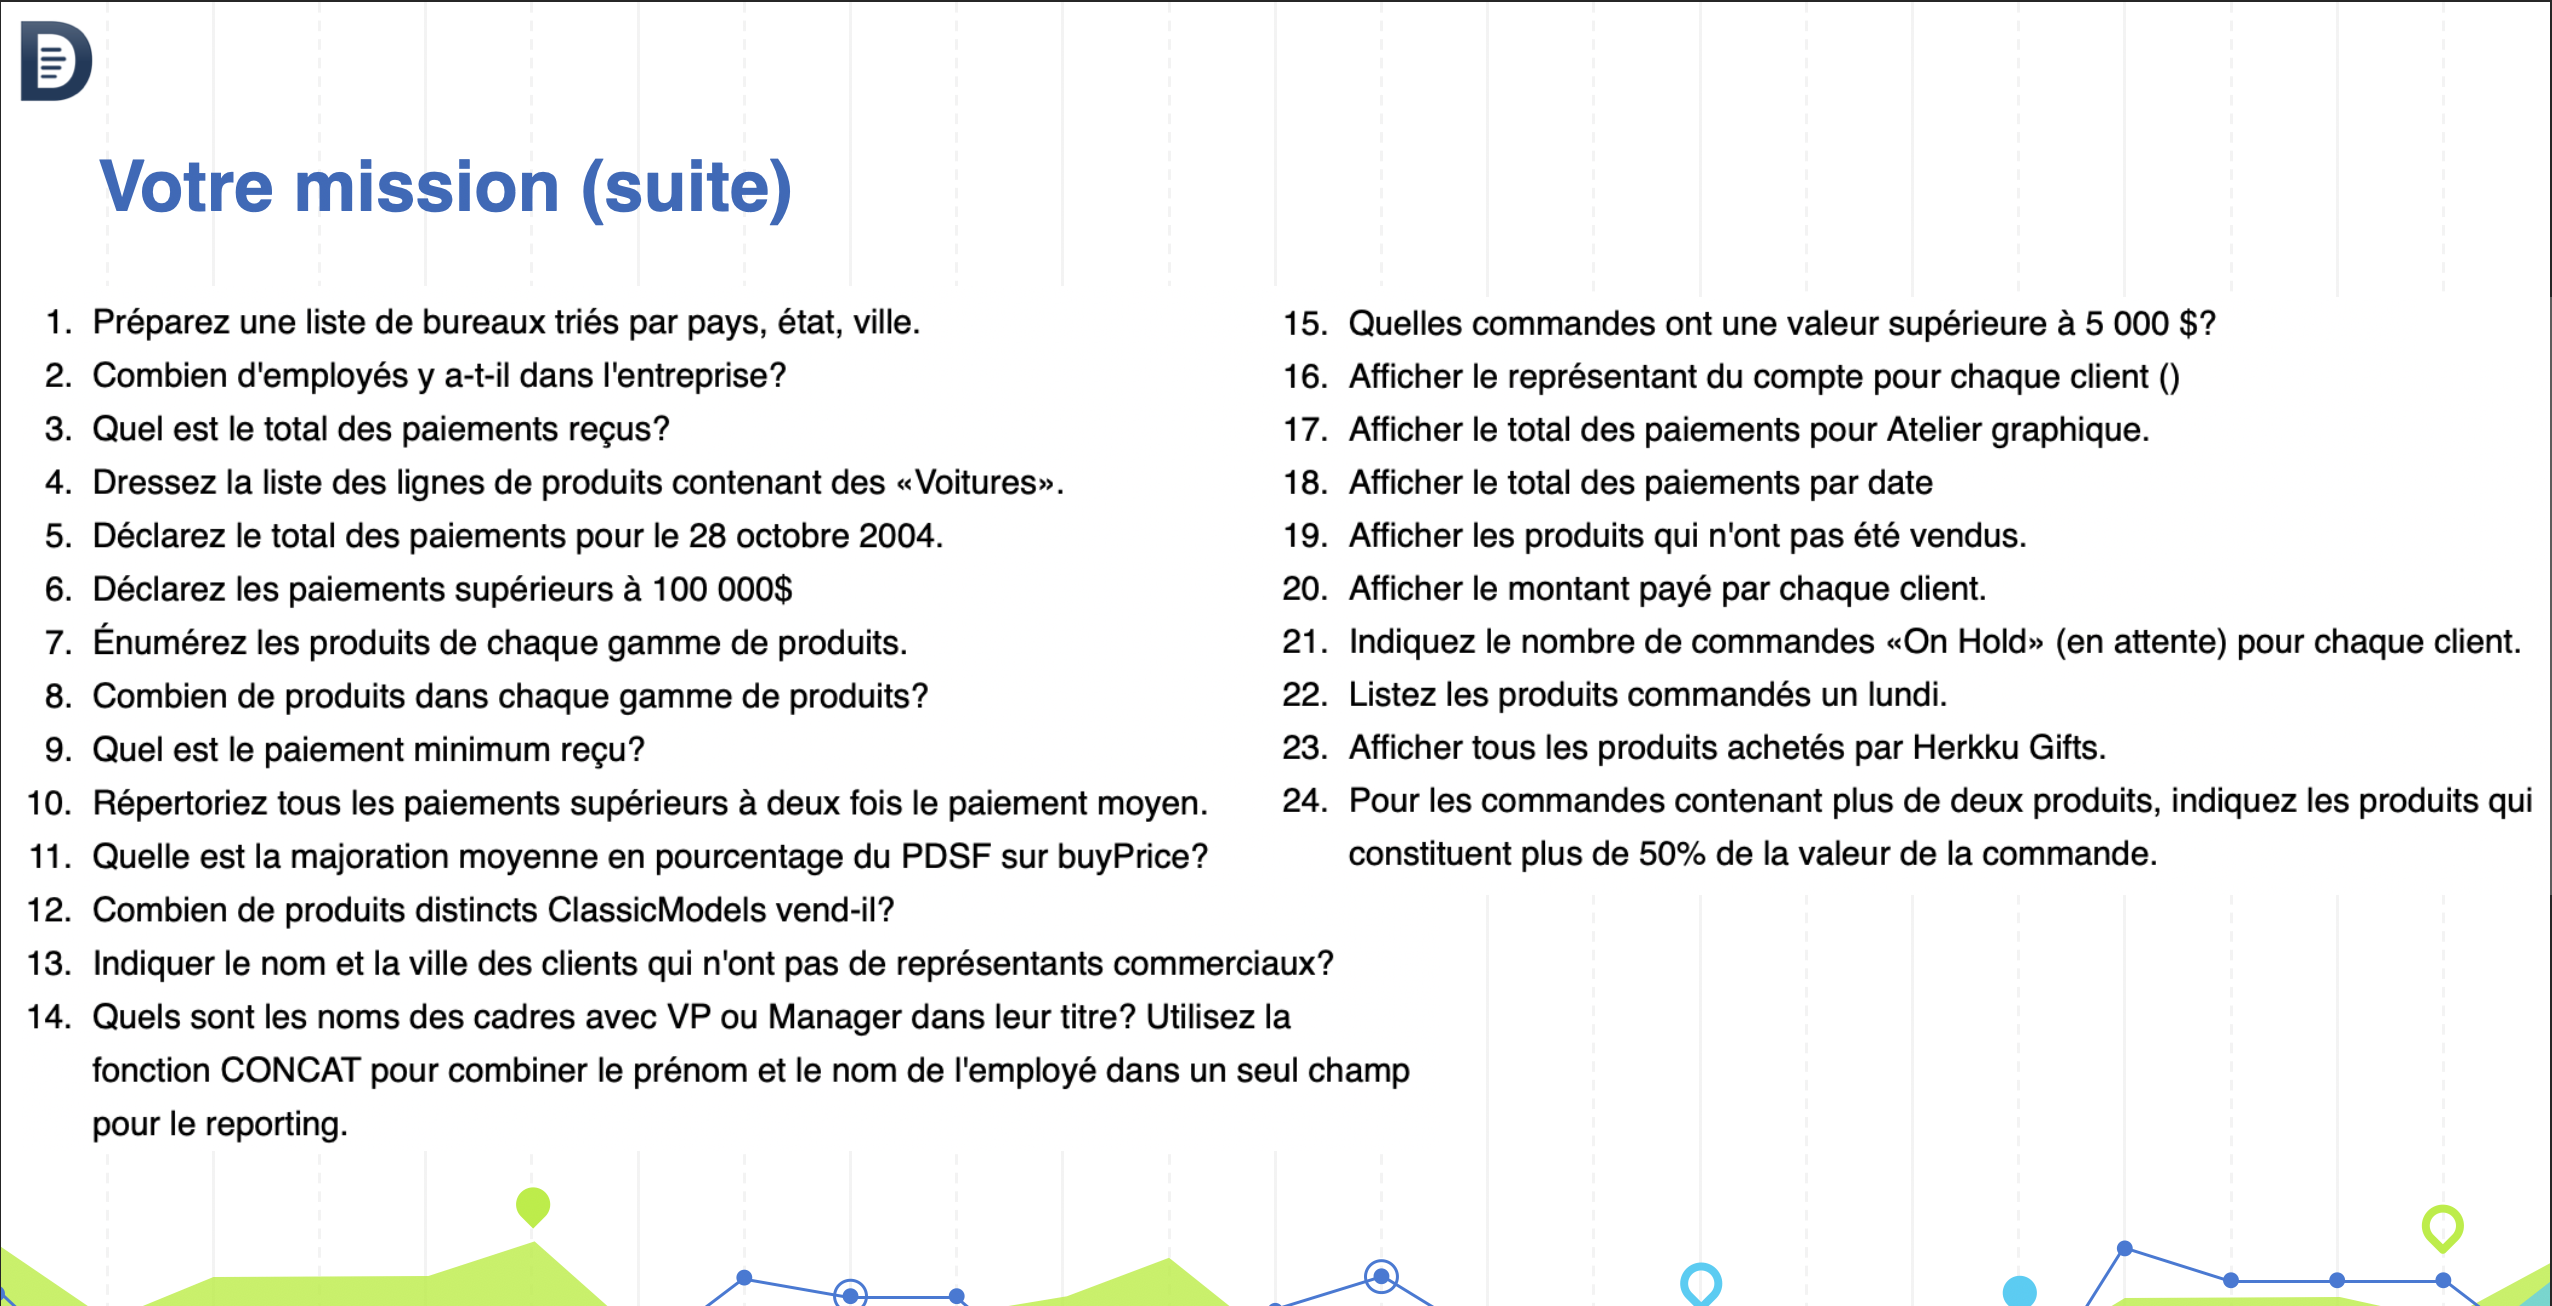 Votre mission (suite)
1. Préparez une liste de bureaux triés par pays, état, ville.
2. Combien d'employés y a-t-il dans l'entreprise?
3. Quel est le total des paiements reçus?
4. Dressez la liste des lignes de produits contenant des «Voitures».
5. Déclarez le total des paiements pour le 28 octobre 2004.
6. Déclarez les paiements supérieurs à 100 000$
7. Énumérez les produits de chaque gamme de produits.
8. Combien de produits dans chaque gamme de produits?
9. Quel est le paiement minimum reçu?
10. Répertoriez tous les paiements supérieurs à deux fois le paiement moyen.
11. Quelle est la majoration moyenne en pourcentage du PDSF sur buyPrice?
12. Combien de produits distincts ClassicModels vend-il?
13. Indiquer le nom et la ville des clients qui n'ont pas de représentants commerciaux?
14. Quels sont les noms des cadres avec VP ou Manager dans leur titre? Utilisez la
fonction CONCAT pour combiner le prénom et le nom de l'employé dans un seul champ
pour le reporting.
15. Quelles commandes ont une valeur supérieure à 5 000 $?
16. Afficher le représentant du compte pour chaque client ()
17. Afficher le total des paiements pour Atelier graphique.
18. Afficher le total des paiements par date
19. Afficher les produits qui n'ont pas été vendus.
20. Afficher le montant payé par chaque client.
21. Indiquez le nombre de commandes «On Hold» (en attente) pour chaque client.
22. Listez les produits commandés un lundi.
23. Afficher tous les produits achetés par Herkku Gifts.
24. Pour les commandes contenant plus de deux produits, indiquez les produits qui
constituent plus de 50% de la valeur de la commande.